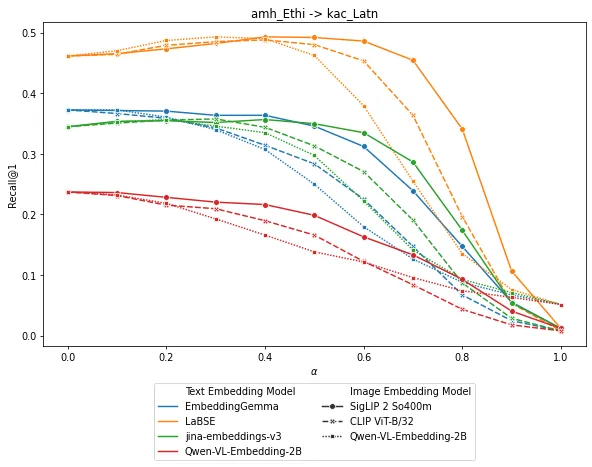 amh_Ethi -> kac_Latn
0.5
0.4
0.3
0.2
0.1
0.0
Recall@1
0.0 0.2 0.4 0.6 0.8 1.0
α
Text Embedding Model Image Embedding Model
EmbeddingGemma SigLIP 2 So400m
LaBSE CLIP ViT-B/32
jina-embeddings-v3 Qwen-VL-Embedding-2B
Qwen-VL-Embedding-2B